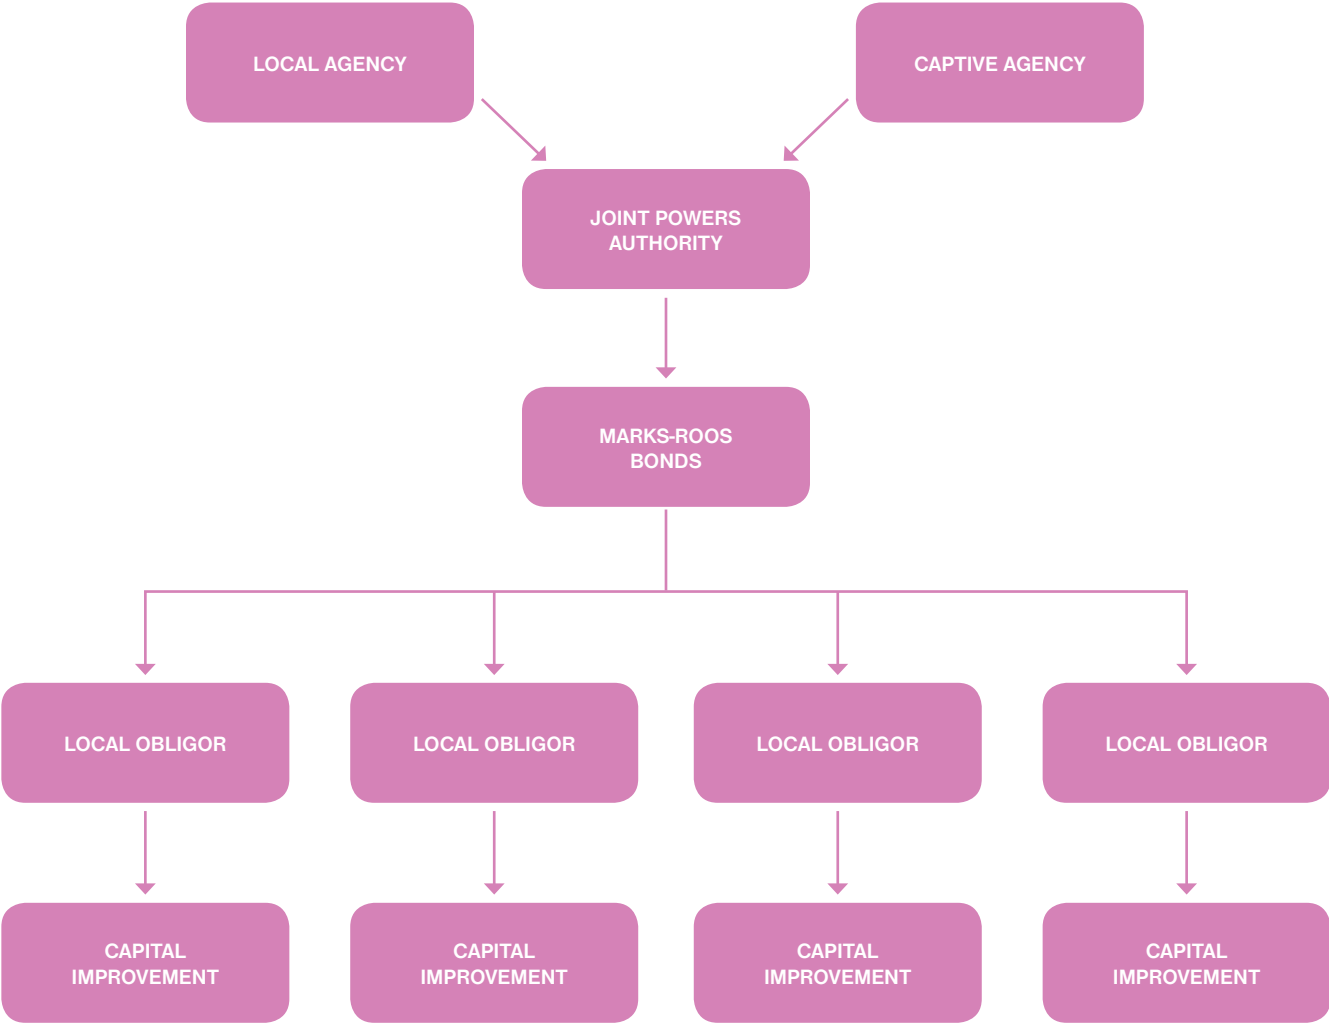 LOCAL AGENCY
CAPTIVE AGENCY
JOINT POWERS
AUTHORITY
MARKS-ROOS
BONDS
LOCAL OBLIGOR
LOCAL OBLIGOR
LOCAL OBLIGOR
LOCAL OBLIGOR
CAPITAL
IMPROVEMENT
CAPITAL
IMPROVEMENT
CAPITAL
IMPROVEMENT
CAPITAL
IMPROVEMENT